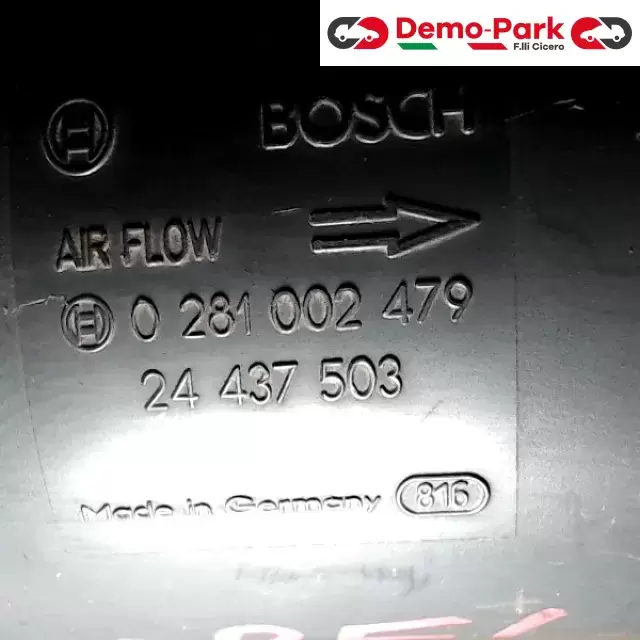 Demo-Park
F.lli Cicero
BOSCH
AIR FLOW
0 281 002 479
24 437 503
Made in Germany 816